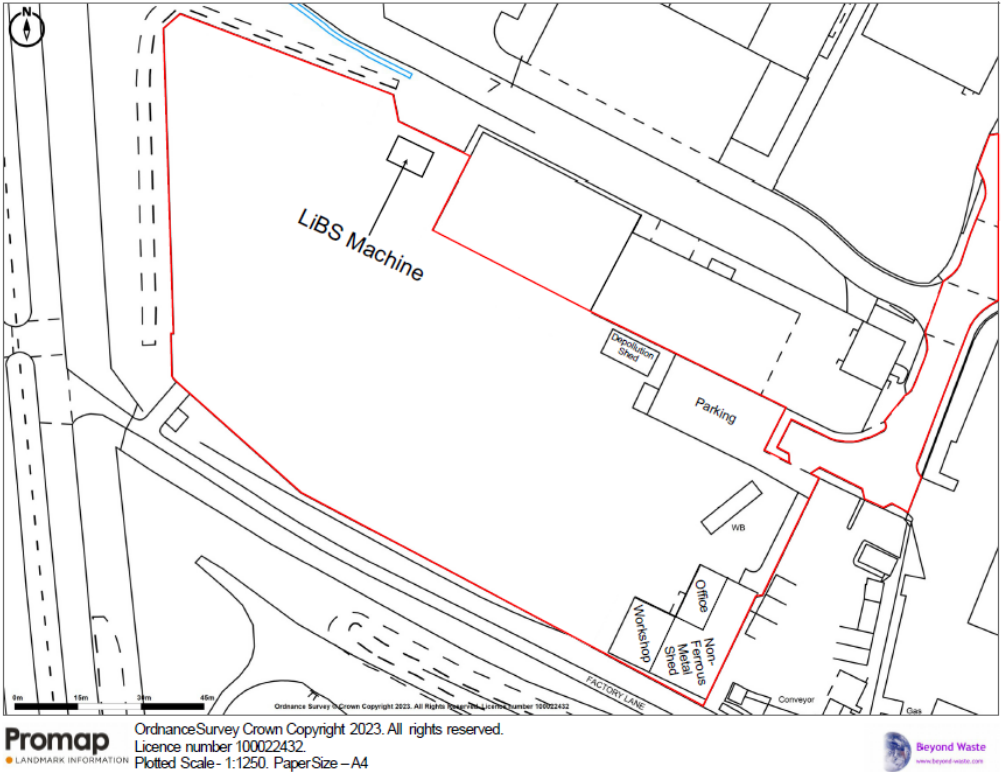 N
LiBS Machine
Depollution
Shed
Parking
WB
Office
Workshop
Non-
Ferrous
Metal
Shed
FACTORY LANE
Conveyor
Gas
0m 15m 30m 45m
Ordnance Survey © Crown Copyright 2023. All Rights Reserved. Licence number 100022432
Promap
LANDMARK INFORMATION
OrdnanceSurvey Crown Copyright 2023. All rights reserved.
Licence number 100022432.
Plotted Scale - 1:1250. PaperSize – A4
Beyond Waste
www.beyond-waste.com